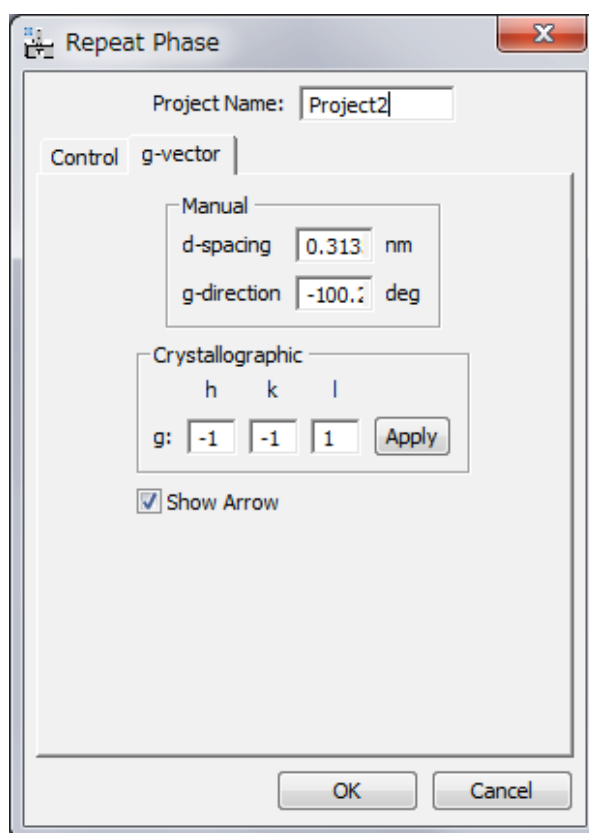 Repeat Phase
Project Name: Project2
Control g-vector
Manual
d-spacing 0.313 nm
g-direction -100.2 deg
Crystallographic
h k l
g: -1 -1 1 Apply
Show Arrow
OK Cancel